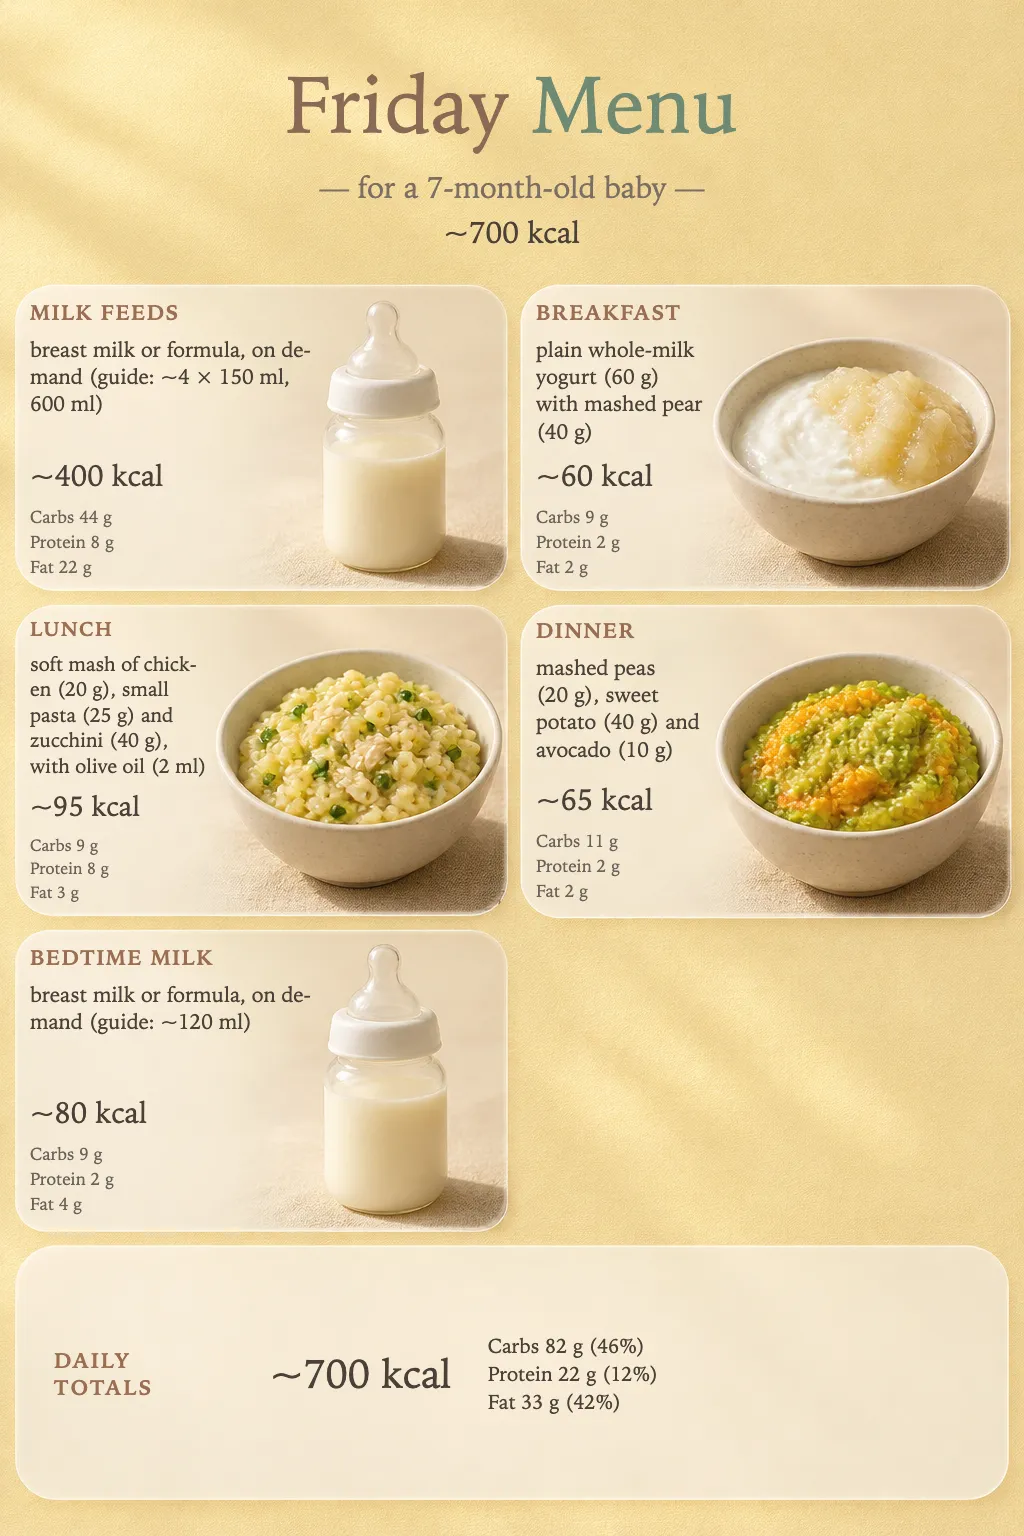 Friday Menu
— for a 7-month-old baby —
~700 kcal
MILK FEEDS
breast milk or formula, on de-
mand (guide: ~4 × 150 ml,
600 ml)
~400 kcal
Carbs 44 g
Protein 8 g
Fat 22 g
BREAKFAST
plain whole-milk
yogurt (60 g)
with mashed pear
(40 g)
~60 kcal
Carbs 9 g
Protein 2 g
Fat 2 g
LUNCH
soft mash of chick-
en (20 g), small
pasta (25 g) and
zucchini (40 g),
with olive oil (2 ml)
~95 kcal
Carbs 9 g
Protein 8 g
Fat 3 g
DINNER
mashed peas
(20 g), sweet
potato (40 g) and
avocado (10 g)
~65 kcal
Carbs 11 g
Protein 2 g
Fat 2 g
BEDTIME MILK
breast milk or formula, on de-
mand (guide: ~120 ml)
~80 kcal
Carbs 9 g
Protein 2 g
Fat 4 g
DAILY
TOTALS
~700 kcal
Carbs 82 g (46%)
Protein 22 g (12%)
Fat 33 g (42%)